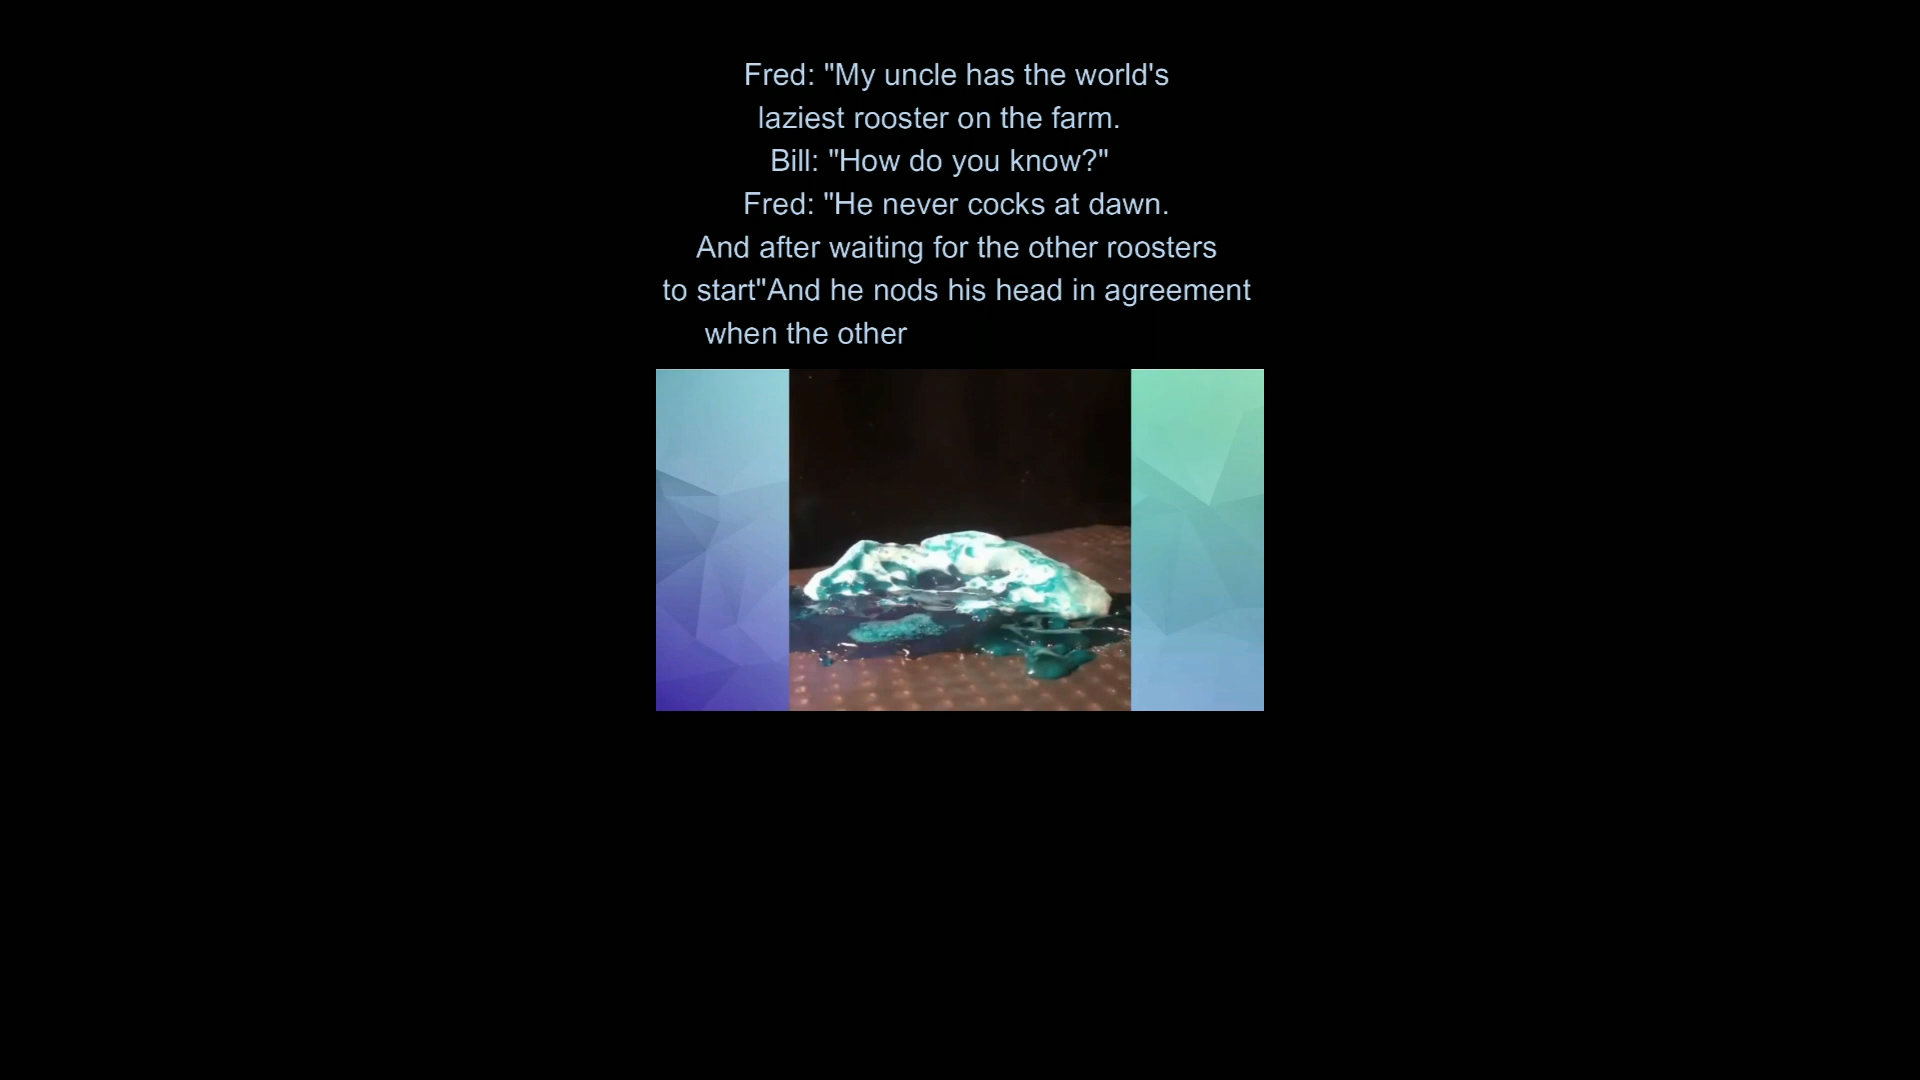 Fred: "My uncle has the world's
laziest rooster on the farm.
Bill: "How do you know?"
Fred: "He never cocks at dawn.
And after waiting for the other roosters
to start"And he nods his head in agreement
when the other